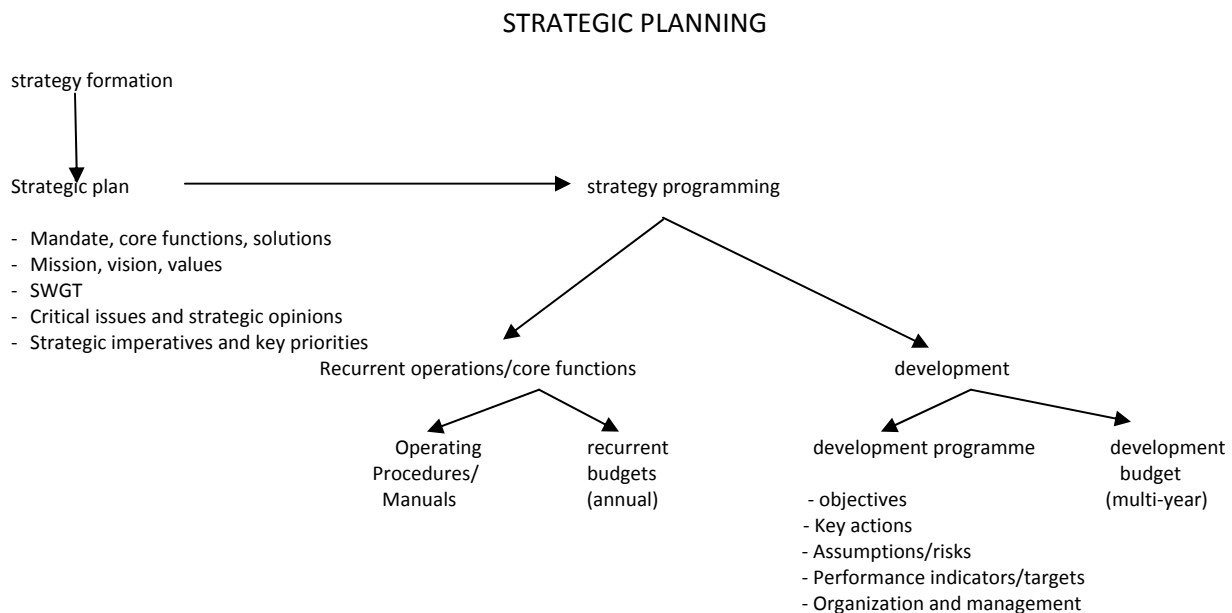 STRATEGIC PLANNING
strategy formation
Strategic plan
strategy programming
- Mandate, core functions, solutions
- Mission, vision, values
- SWGT
- Critical issues and strategic opinions
- Strategic imperatives and key priorities
Recurrent operations/core functions
development
Operating
Procedures/
Manuals
recurrent
budgets
(annual)
development programme
- objectives
- Key actions
- Assumptions/risks
- Performance indicators/targets
- Organization and management
development
budget
(multi-year)